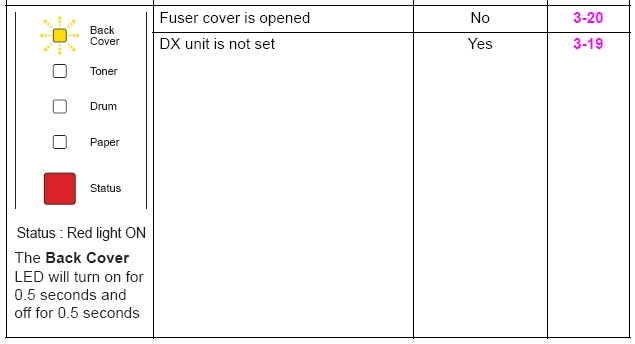 Back
Cover
Toner
Drum
Paper
Status
Status : Red light ON
The Back Cover
LED will turn on for
0.5 seconds and
off for 0.5 seconds
Fuser cover is opened No 3-20
DX unit is not set Yes 3-19